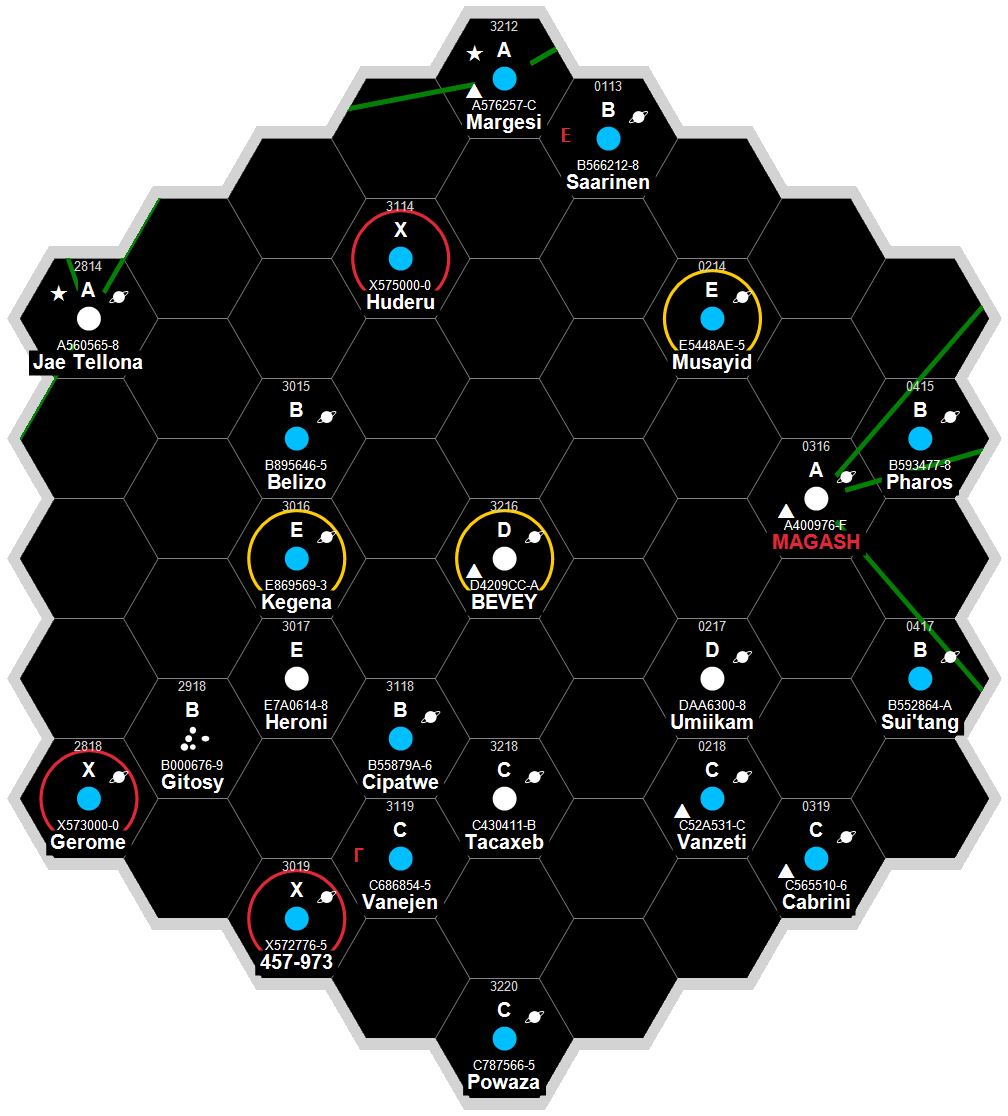 3212
A
A576257-C
Margesi
0113
B
E
B566212-8
Saarinen
3114
X
X575000-0
Huderu
2814
A
A560565-8
Jae Tellona
0214
E
E5448AE-5
Musayid
3015
B
B895646-5
Belizo
0415
B
B593477-8
Pharos
0316
A
A400976-F
MAGASH
3016
E
E869569-3
Kegena
3216
D
D4209CC-A
BEVEY
3017
E
E7A0614-8
Heroni
0217
D
DAA6300-8
Umiikam
0417
B
B552864-A
Sui'tang
2918
B
B000676-9
Gitosy
3118
B
B55879A-6
Cipatwe
2818
X
X573000-0
Gerome
3218
C
C430411-B
Tacaxeb
0218
C
C52A531-C
Vanzeti
3119
C
Γ
C686854-5
Vanejen
0319
C
C565510-6
Cabrini
3019
X
X572776-5
457-973
3220
C
C787566-5
Powaza